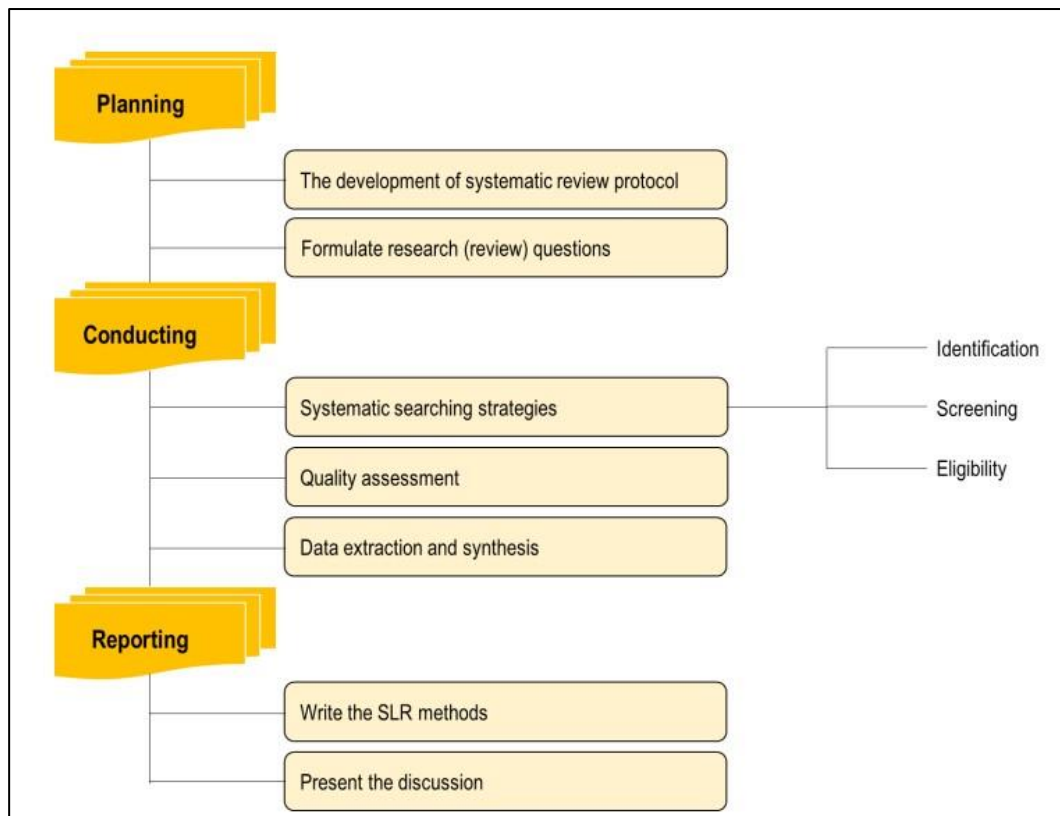 Planning
The development of systematic review protocol
Formulate research (review) questions
Conducting
Systematic searching strategies
Identification
Screening
Eligibility
Quality assessment
Data extraction and synthesis
Reporting
Write the SLR methods
Present the discussion